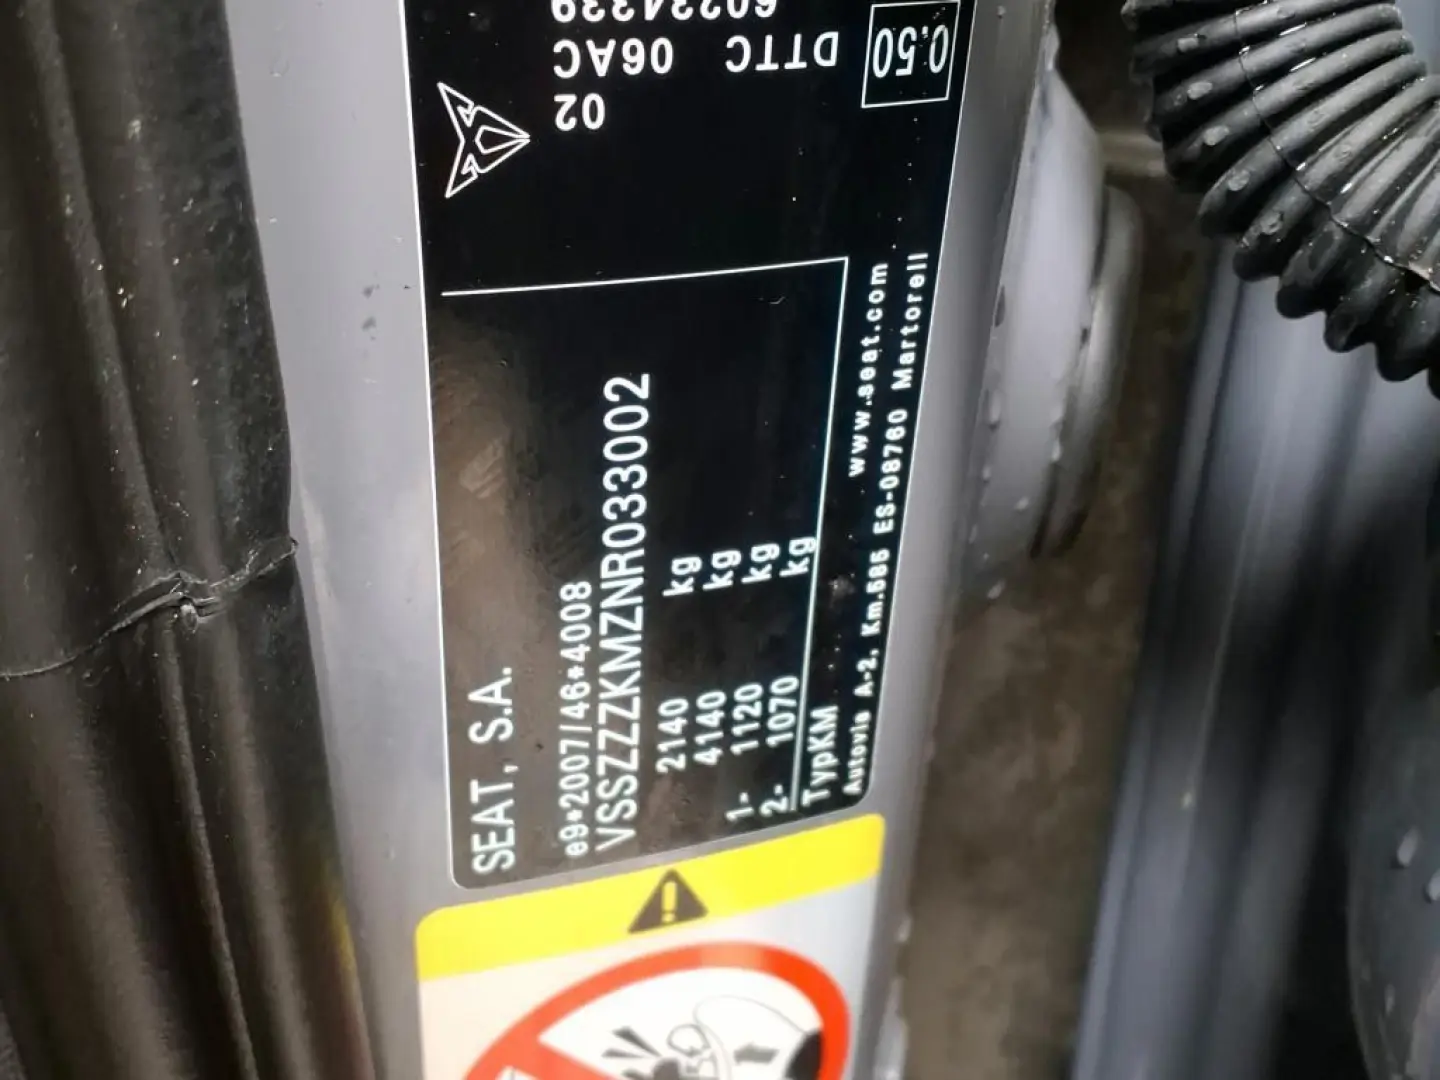 SEAT, S.A.
e9*2007/46*4008
VSSZZZKMZNR033002
2140 kg
4140 kg
1- 1120 kg
2- 1070 kg
TypKM
www.seat.com
Autovia A-2, Km.585 ES-08760 Martorell
0.50
DTTC
06AC
02